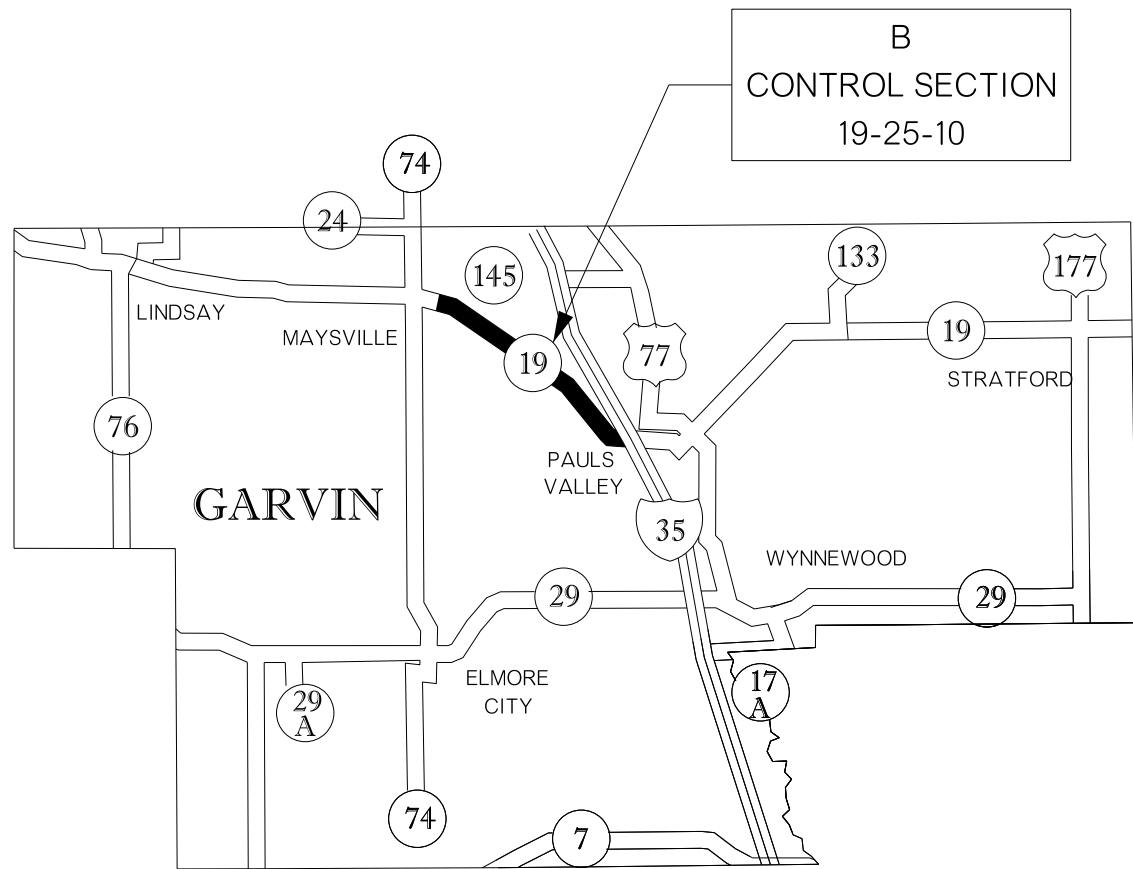 B
CONTROL SECTION
19-25-10
74
24
145
133
177
LINDSAY
MAYSVILLE
19
77
19
STRATFORD
76
PAULS
VALLEY
GARVIN
35
WYNNEWOOD
29
29
ELMORE
CITY
29
A
17
A
74
7